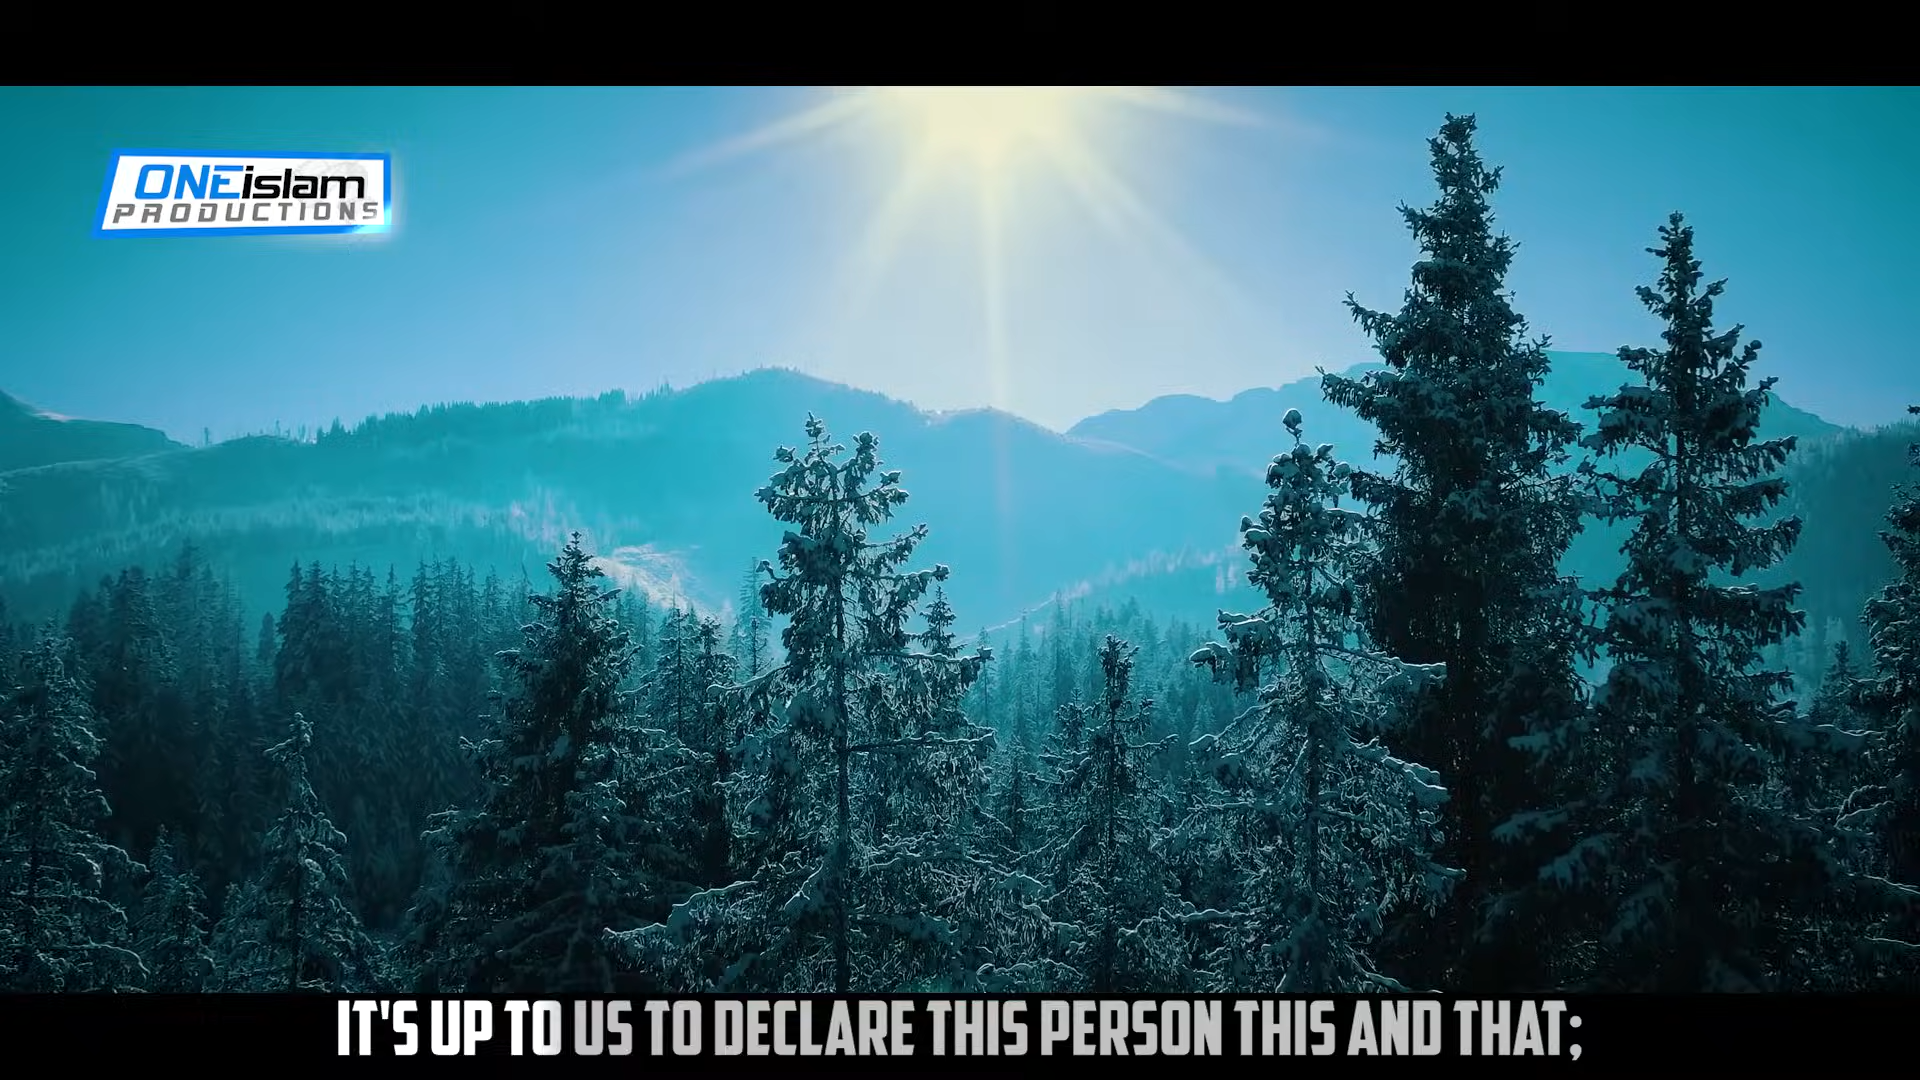 ONEislam
PRODUCTIONS
IT'S UP TO US TO DECLARE THIS PERSON THIS AND THAT;